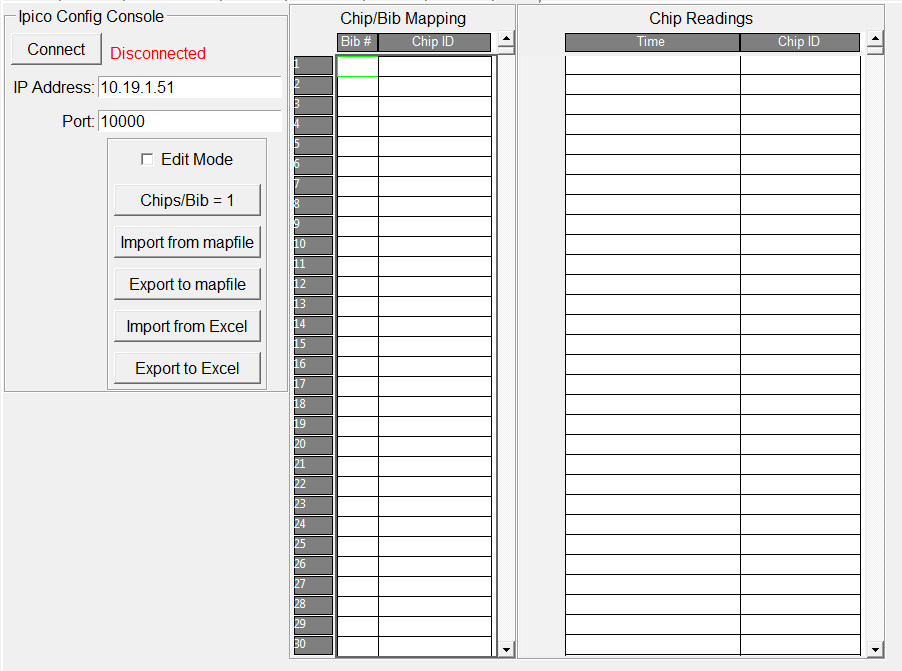 Ipico Config Console
Connect
Disconnected
IP Address: 10.19.1.51
Port: 10000
Edit Mode
Chips/Bib = 1
Import from mapfile
Export to mapfile
Import from Excel
Export to Excel
Chip/Bib Mapping
Bib # Chip ID
1
2
3
4
5
6
7
8
9
10
11
12
13
14
15
16
17
18
19
20
21
22
23
24
25
26
27
28
29
30
Chip Readings
Time Chip ID